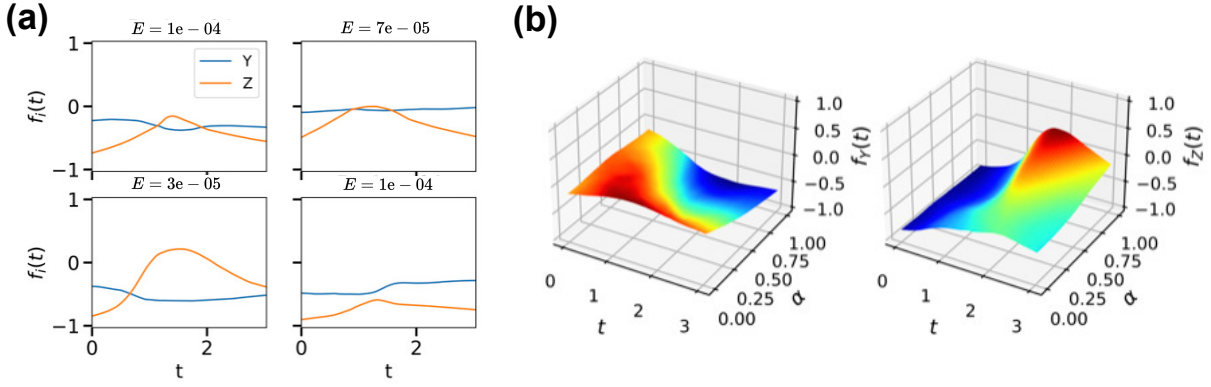 (a)
E = 1e − 04
E = 7e − 05
1
0
−1
f_i(t)
Y
Z
E = 3e − 05
E = 1e − 04
1
0
−1
f_i(t)
0
2
t
0
2
t
(b)
1.0
0.5
0.0
−0.5
−1.0
f_Y(t)
0
1
2
3
t
0.00
0.25
0.50
0.75
1.00
α
1.0
0.5
0.0
−0.5
−1.0
f_Z(t)
0
1
2
3
t
0.00
0.25
0.50
0.75
1.00
α